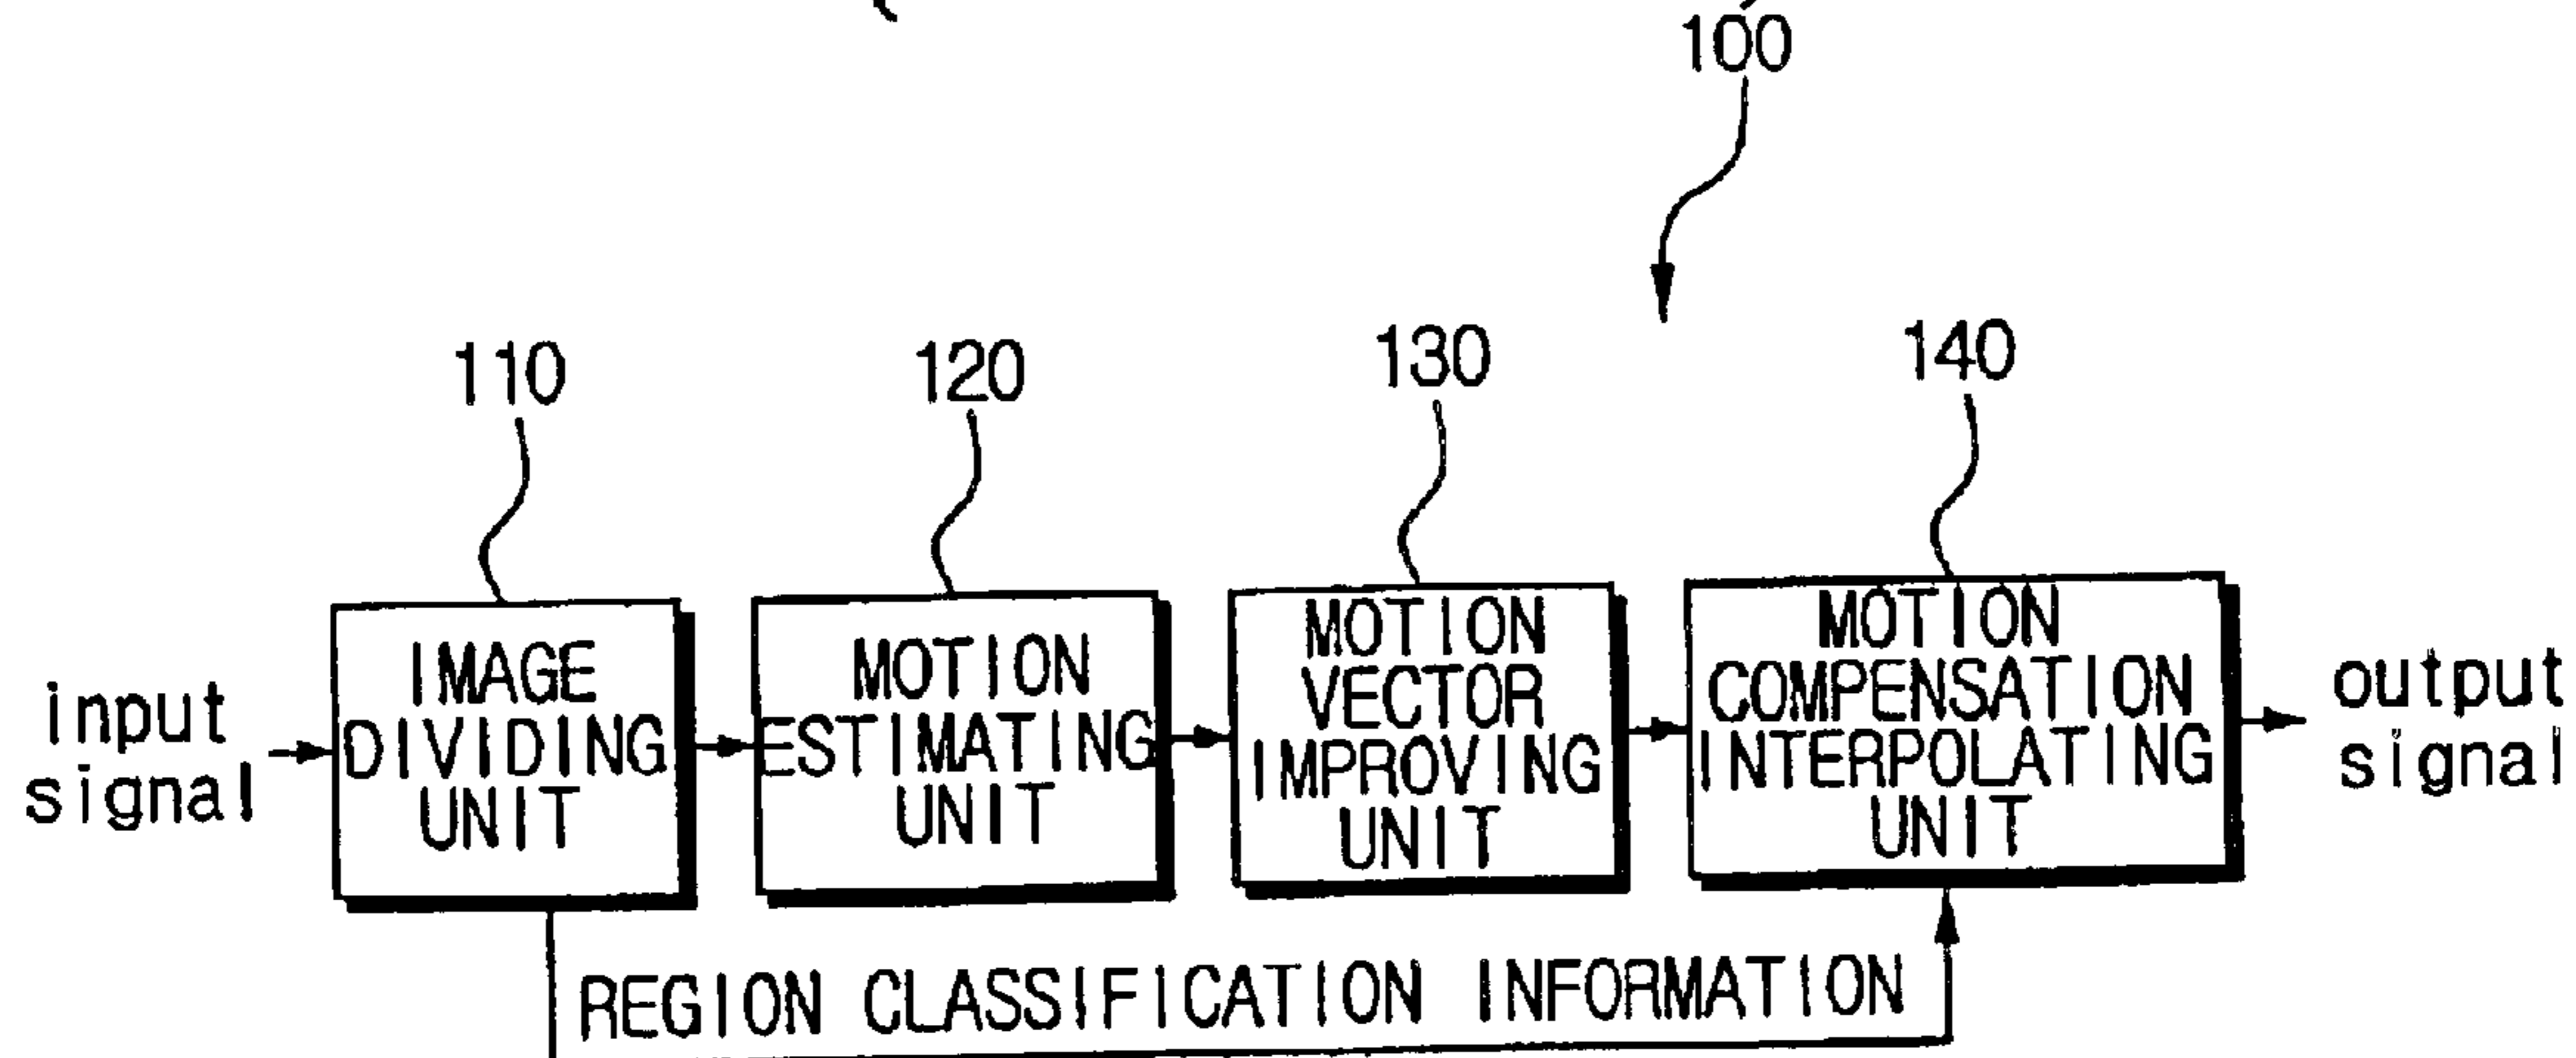 100
110
120
130
140
input
signal
IMAGE
DIVIDING
UNIT
MOTION
ESTIMATING
UNIT
MOTION
VECTOR
IMPROVING
UNIT
MOTION
COMPENSATION
INTERPOLATING
UNIT
output
signal
REGION CLASSIFICATION INFORMATION